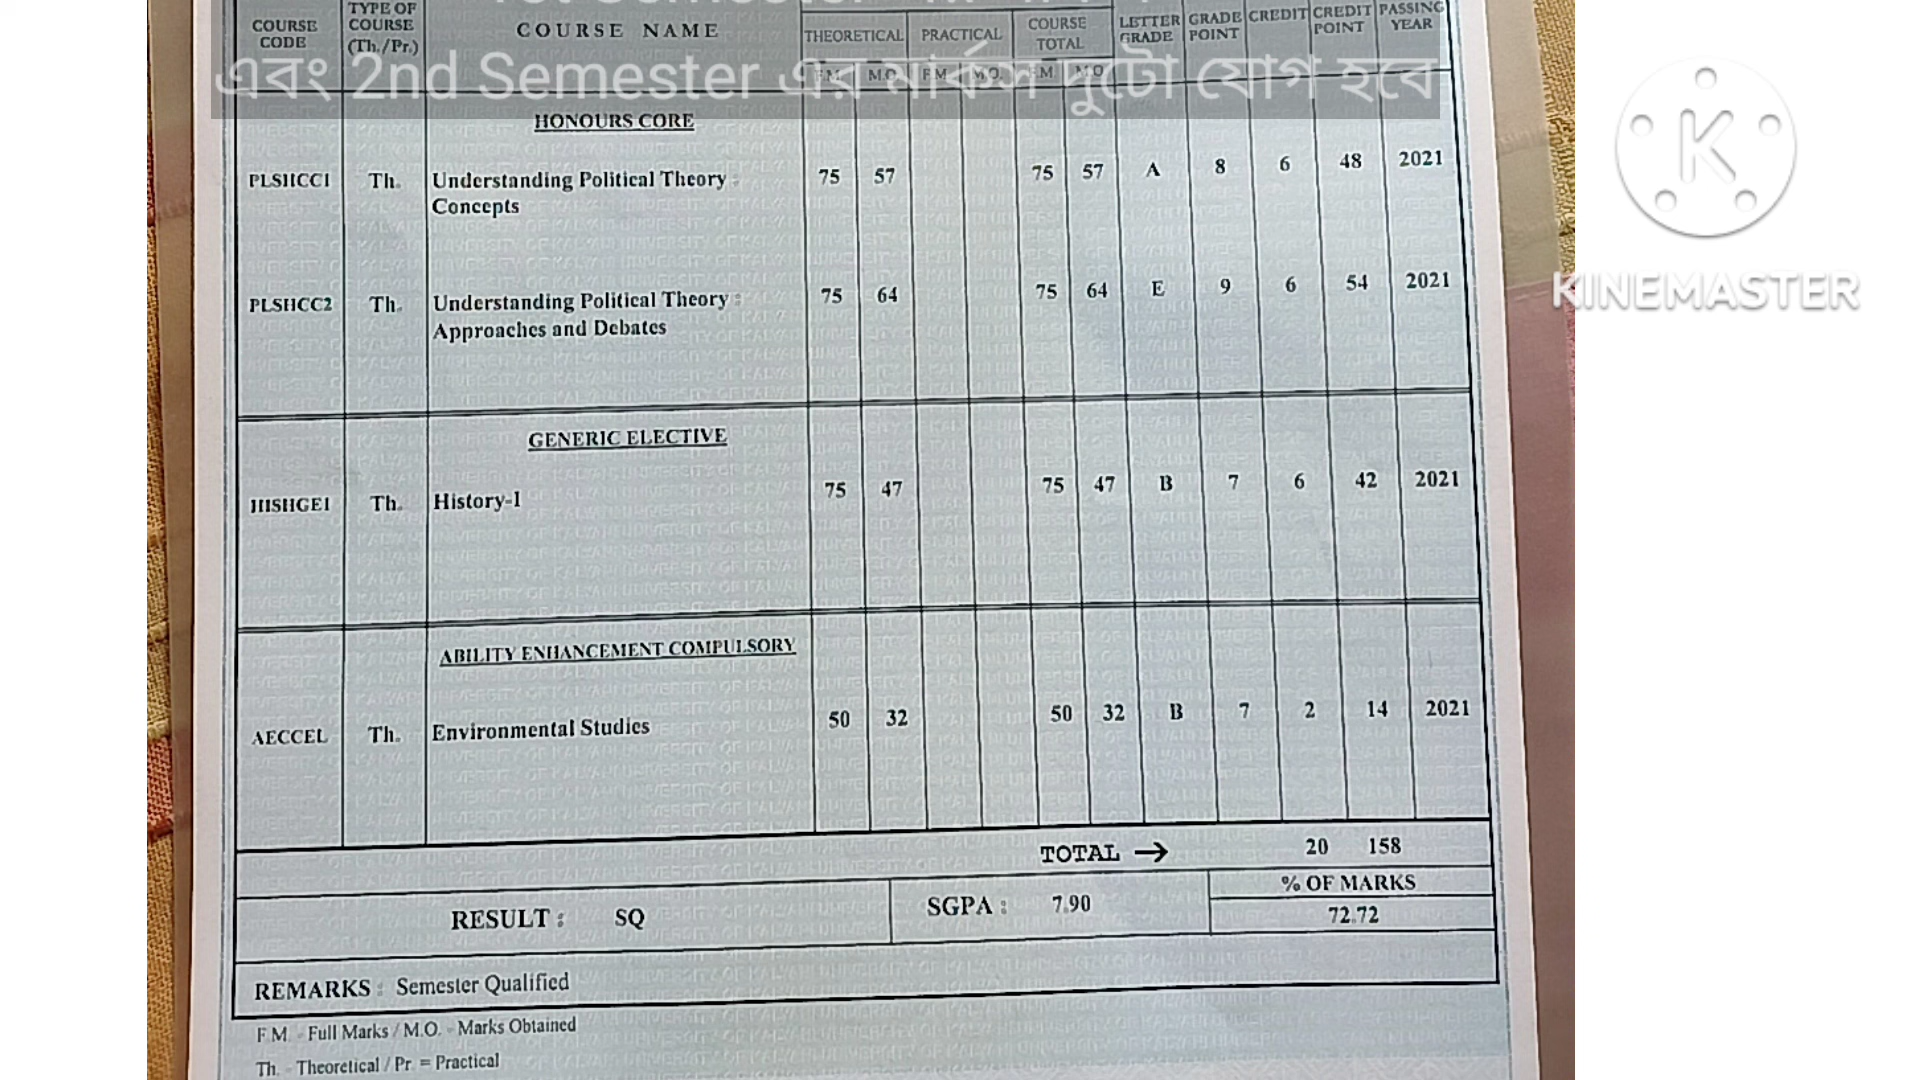 1st Semester
এবং 2nd Semester এর মার্কস দুটো যোগ হবে
COURSE CODE TYPE OF COURSE (Th./Pr.) COURSE NAME THEORETICAL PRACTICAL COURSE TOTAL LETTER GRADE GRADE POINT CREDIT CREDIT POINT PASSING YEAR
F.M. M.O. F.M. M.O. F.M. M.O.
HONOURS CORE
PLSHCC1 Th. Understanding Political Theory : 75 57 75 57 A 8 6 48 2021
Concepts
PLSHCC2 Th. Understanding Political Theory : 75 64 75 64 E 9 6 54 2021
Approaches and Debates
GENERIC ELECTIVE
HISHGE1 Th. History-I 75 47 75 47 B 7 6 42 2021
ABILITY ENHANCEMENT COMPULSORY
AECCEL Th. Environmental Studies 50 32 50 32 B 7 2 14 2021
TOTAL → 20 158
RESULT : SQ SGPA : 7.90 % OF MARKS
72.72
REMARKS : Semester Qualified
F.M. - Full Marks / M.O. - Marks Obtained
Th. - Theoretical / Pr. = Practical
K
KINEMASTER